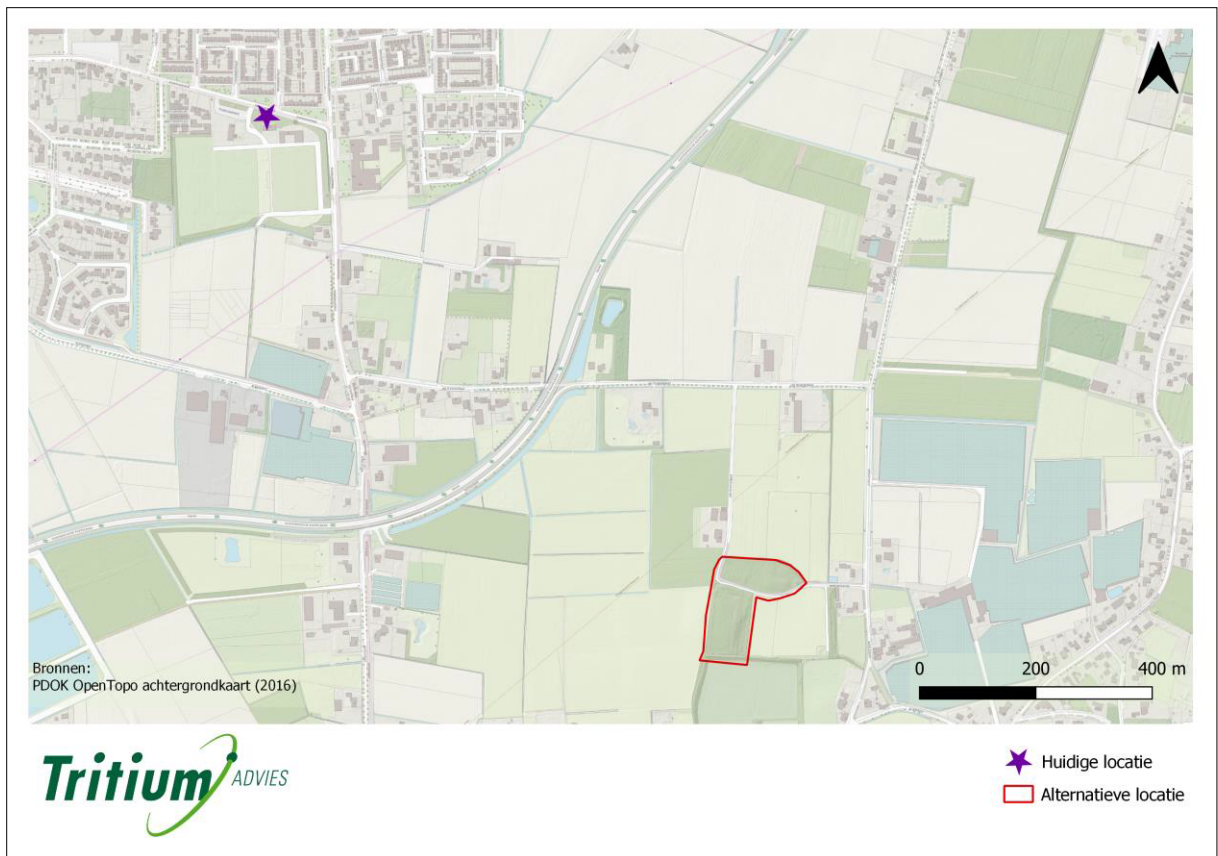 Bronnen:
PDOK OpenTopo achtergrondkaart (2016)
0 200 400 m
Tritium ADVIES
Huidige locatie
Alternatieve locatie